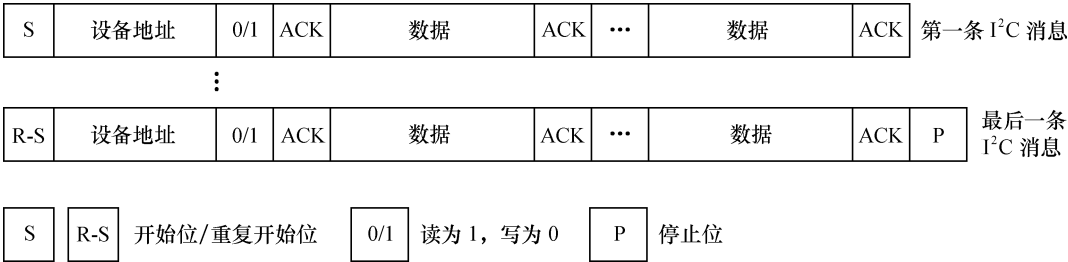 S 设备地址 0/1 ACK 数据 ACK … 数据 ACK 第一条 I²C 消息
⋮
R-S 设备地址 0/1 ACK 数据 ACK … 数据 ACK P 最后一条
I²C 消息
S R-S 开始位/重复开始位 0/1 读为 1，写为 0 P 停止位